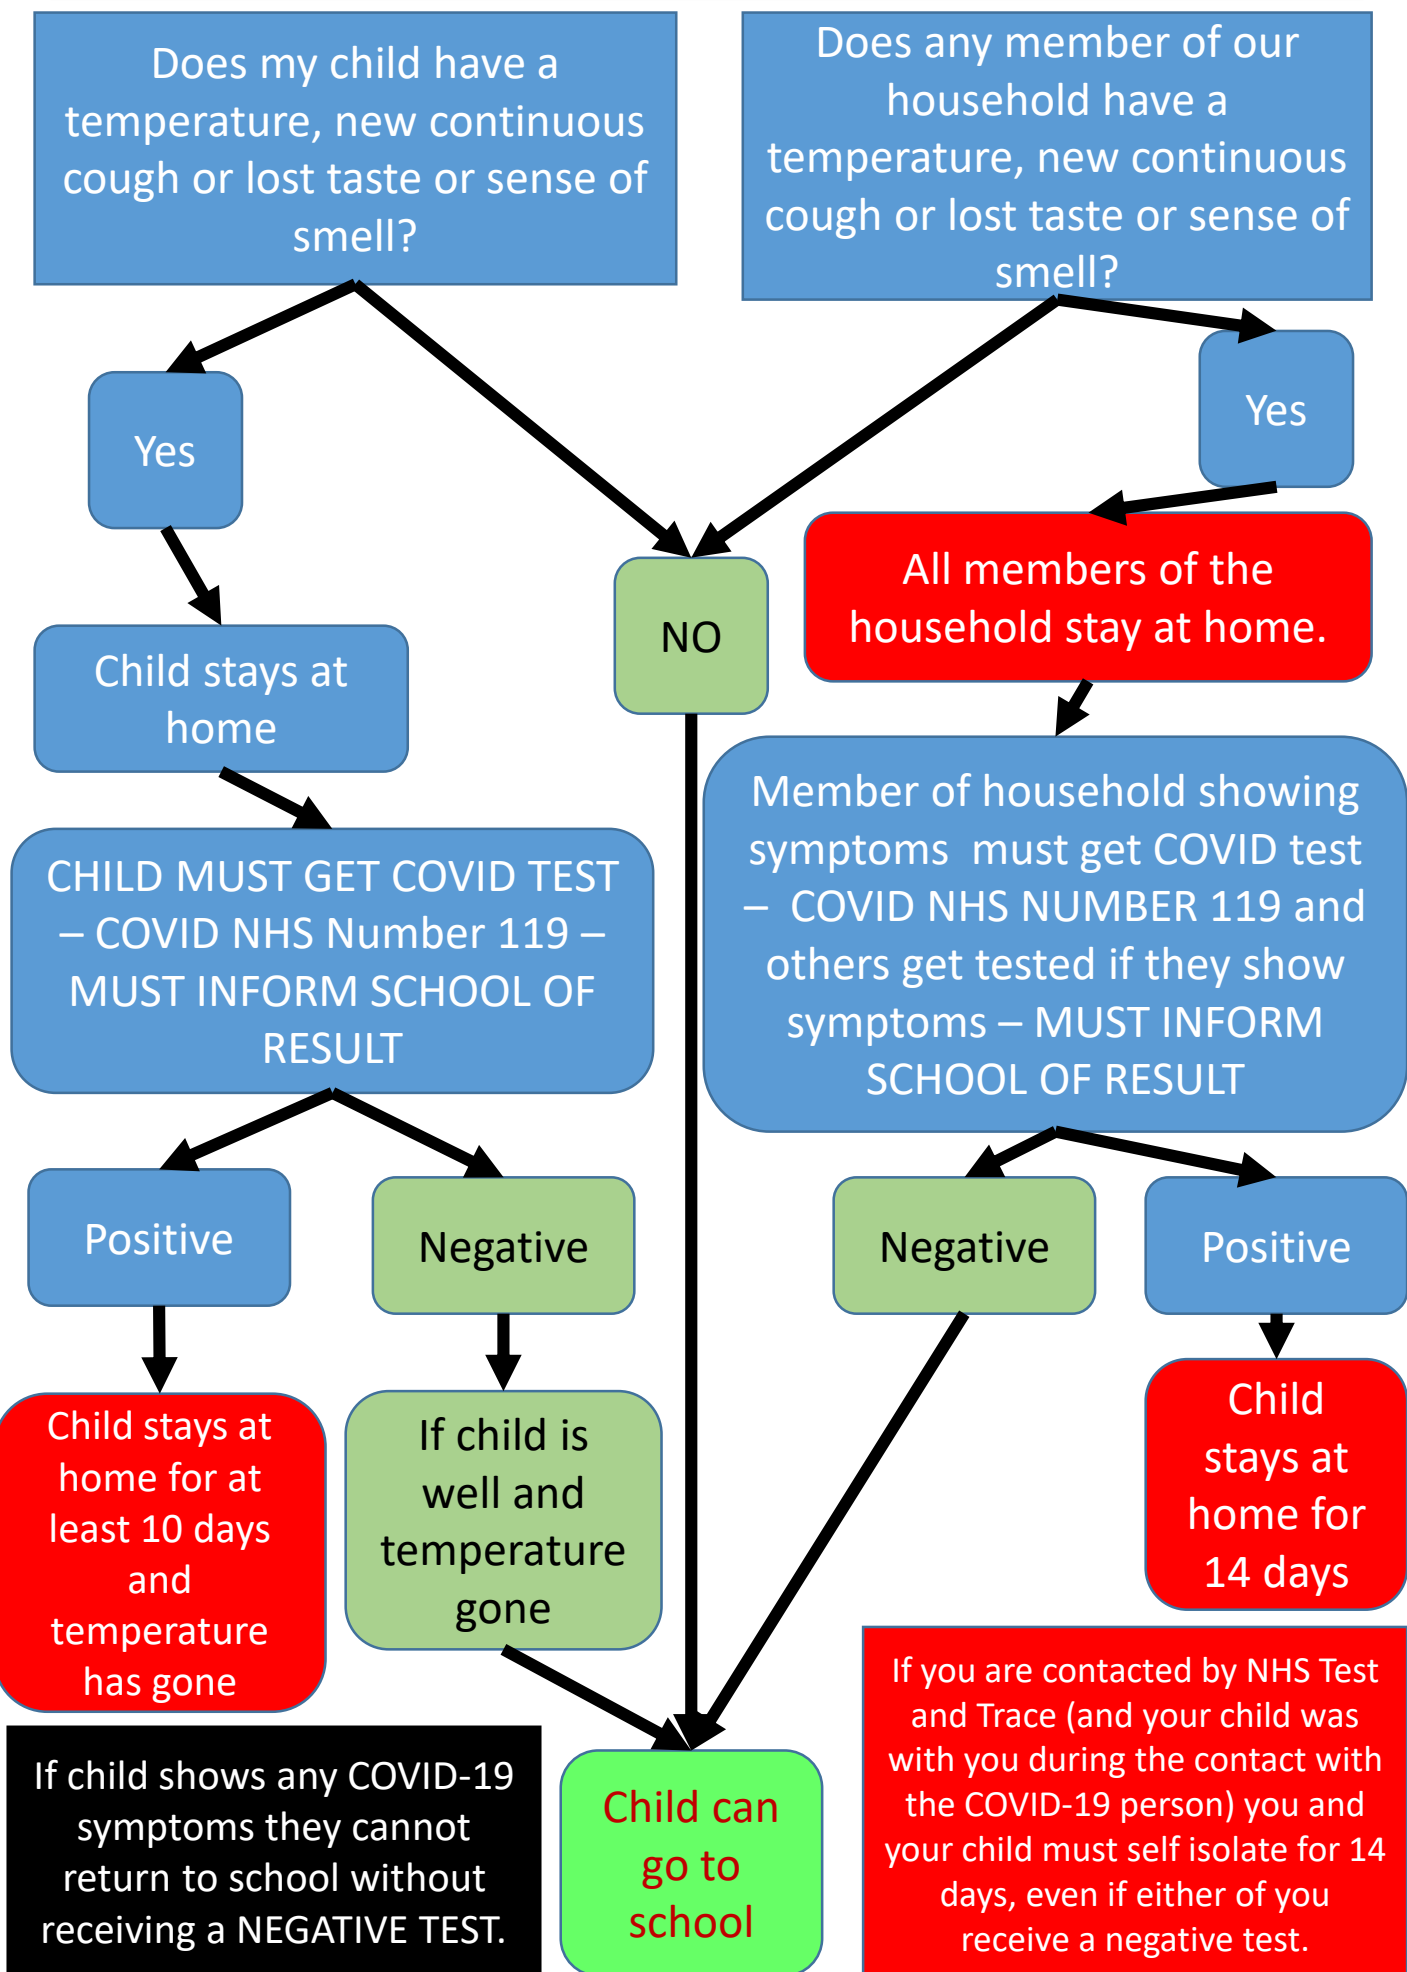 Does my child have a
temperature, new continuous
cough or lost taste or sense of
smell?
Does any member of our
household have a
temperature, new continuous
cough or lost taste or sense of
smell?
Yes
Yes
NO
All members of the
household stay at home.
Child stays at
home
Member of household showing
symptoms must get COVID test
– COVID NHS NUMBER 119 and
others get tested if they show
symptoms – MUST INFORM
SCHOOL OF RESULT
CHILD MUST GET COVID TEST
– COVID NHS Number 119 –
MUST INFORM SCHOOL OF
RESULT
Positive
Negative
Negative
Positive
Child stays at
home for at
least 10 days
and
temperature
has gone
If child is
well and
temperature
gone
Child
stays at
home for
14 days
If child shows any COVID-19
symptoms they cannot
return to school without
receiving a NEGATIVE TEST.
Child can
go to
school
If you are contacted by NHS Test
and Trace (and your child was
with you during the contact with
the COVID-19 person) you and
your child must self isolate for 14
days, even if either of you
receive a negative test.